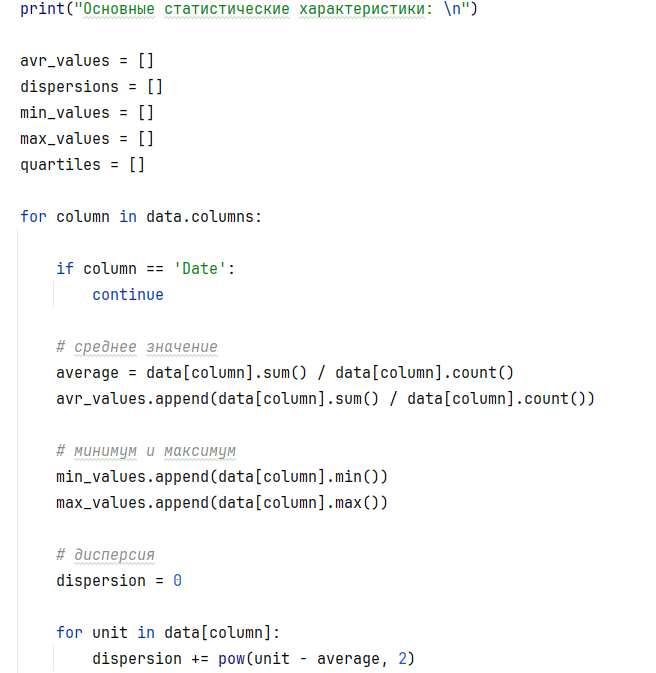 print("Основные статистические характеристики: \n")
avr_values = []
dispersions = []
min_values = []
max_values = []
quartiles = []
for column in data.columns:
if column == 'Date':
continue
# среднее значение
average = data[column].sum() / data[column].count()
avr_values.append(data[column].sum() / data[column].count())
# минимум и максимум
min_values.append(data[column].min())
max_values.append(data[column].max())
# дисперсия
dispersion = 0
for unit in data[column]:
dispersion += pow(unit - average, 2)